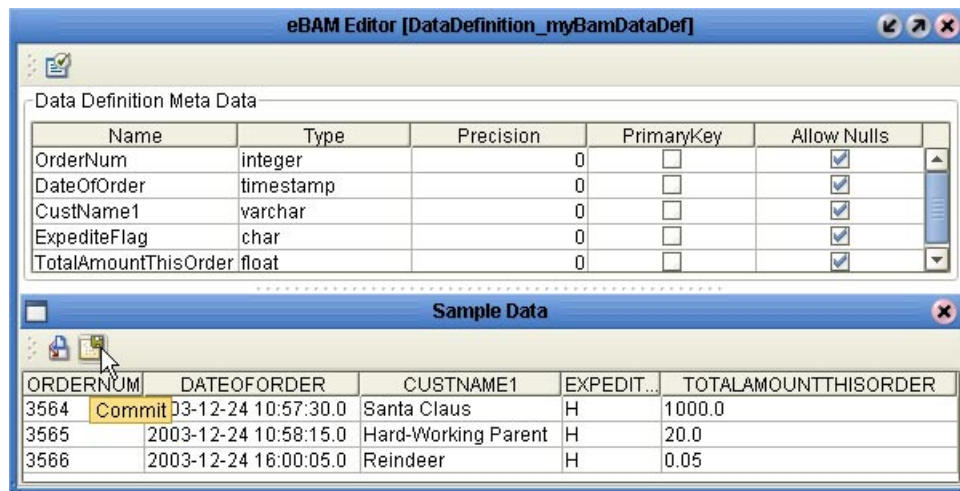 eBAM Editor [DataDefinition_myBamDataDef]
Data Definition Meta Data
Name Type Precision PrimaryKey Allow Nulls
OrderNum integer 0
DateOfOrder timestamp 0
CustName1 varchar 0
ExpediteFlag char 0
TotalAmountThisOrder float 0
Sample Data
ORDERNUM DATEOFORDER CUSTNAME1 EXPEDIT... TOTALAMOUNTTHISORDER
3564 Commit 03-12-24 10:57:30.0 Santa Claus H 1000.0
3565 2003-12-24 10:58:15.0 Hard-Working Parent H 20.0
3566 2003-12-24 16:00:05.0 Reindeer H 0.05